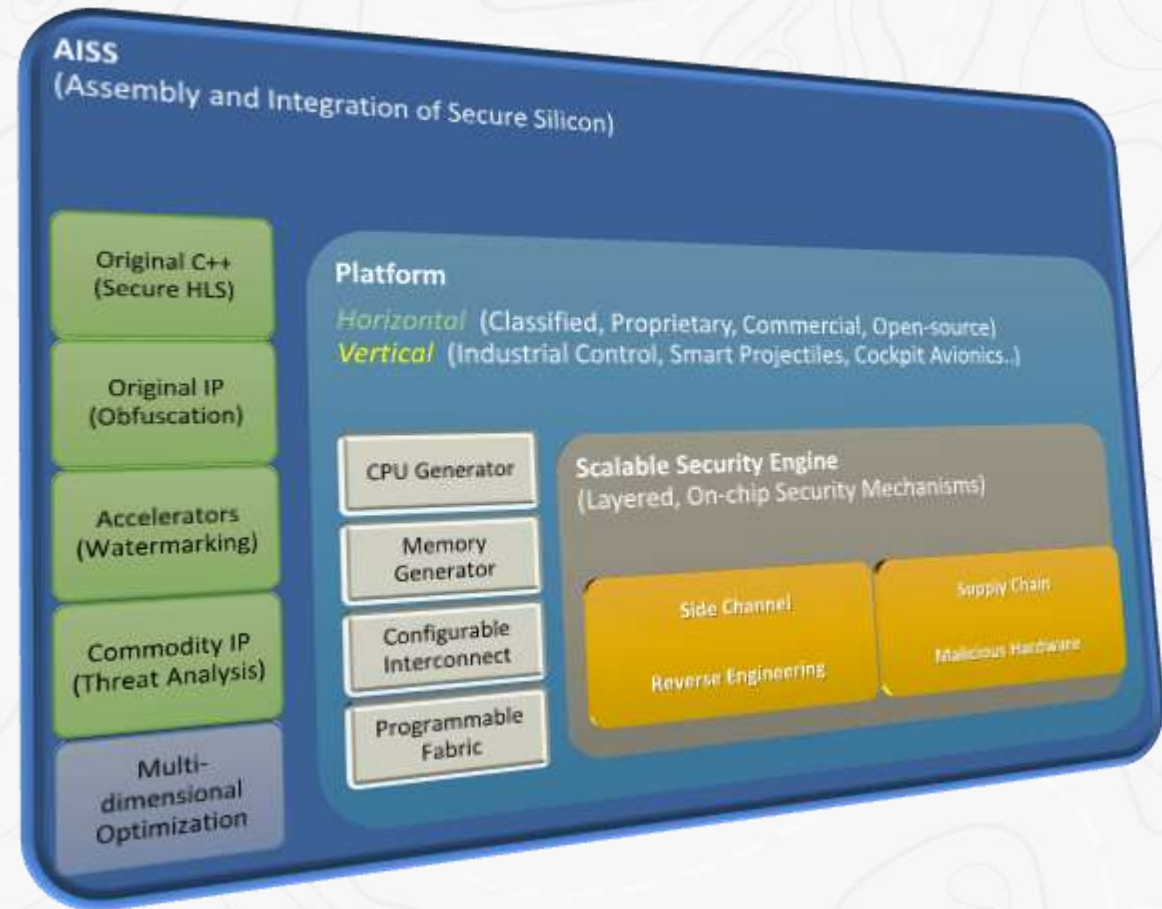 AISS
(Assembly and Integration of Secure Silicon)
Original C++
(Secure HLS)
Original IP
(Obfuscation)
Accelerators
(Watermarking)
Commodity IP
(Threat Analysis)
Multi-
dimensional
Optimization
Platform
Horizontal (Classified, Proprietary, Commercial, Open-source)
Vertical (Industrial Control, Smart Projectiles, Cockpit Avionics..)
CPU Generator
Memory
Generator
Configurable
Interconnect
Programmable
Fabric
Scalable Security Engine
(Layered, On-chip Security Mechanisms)
Side Channel
Reverse Engineering
Supply Chain
Malicious Hardware